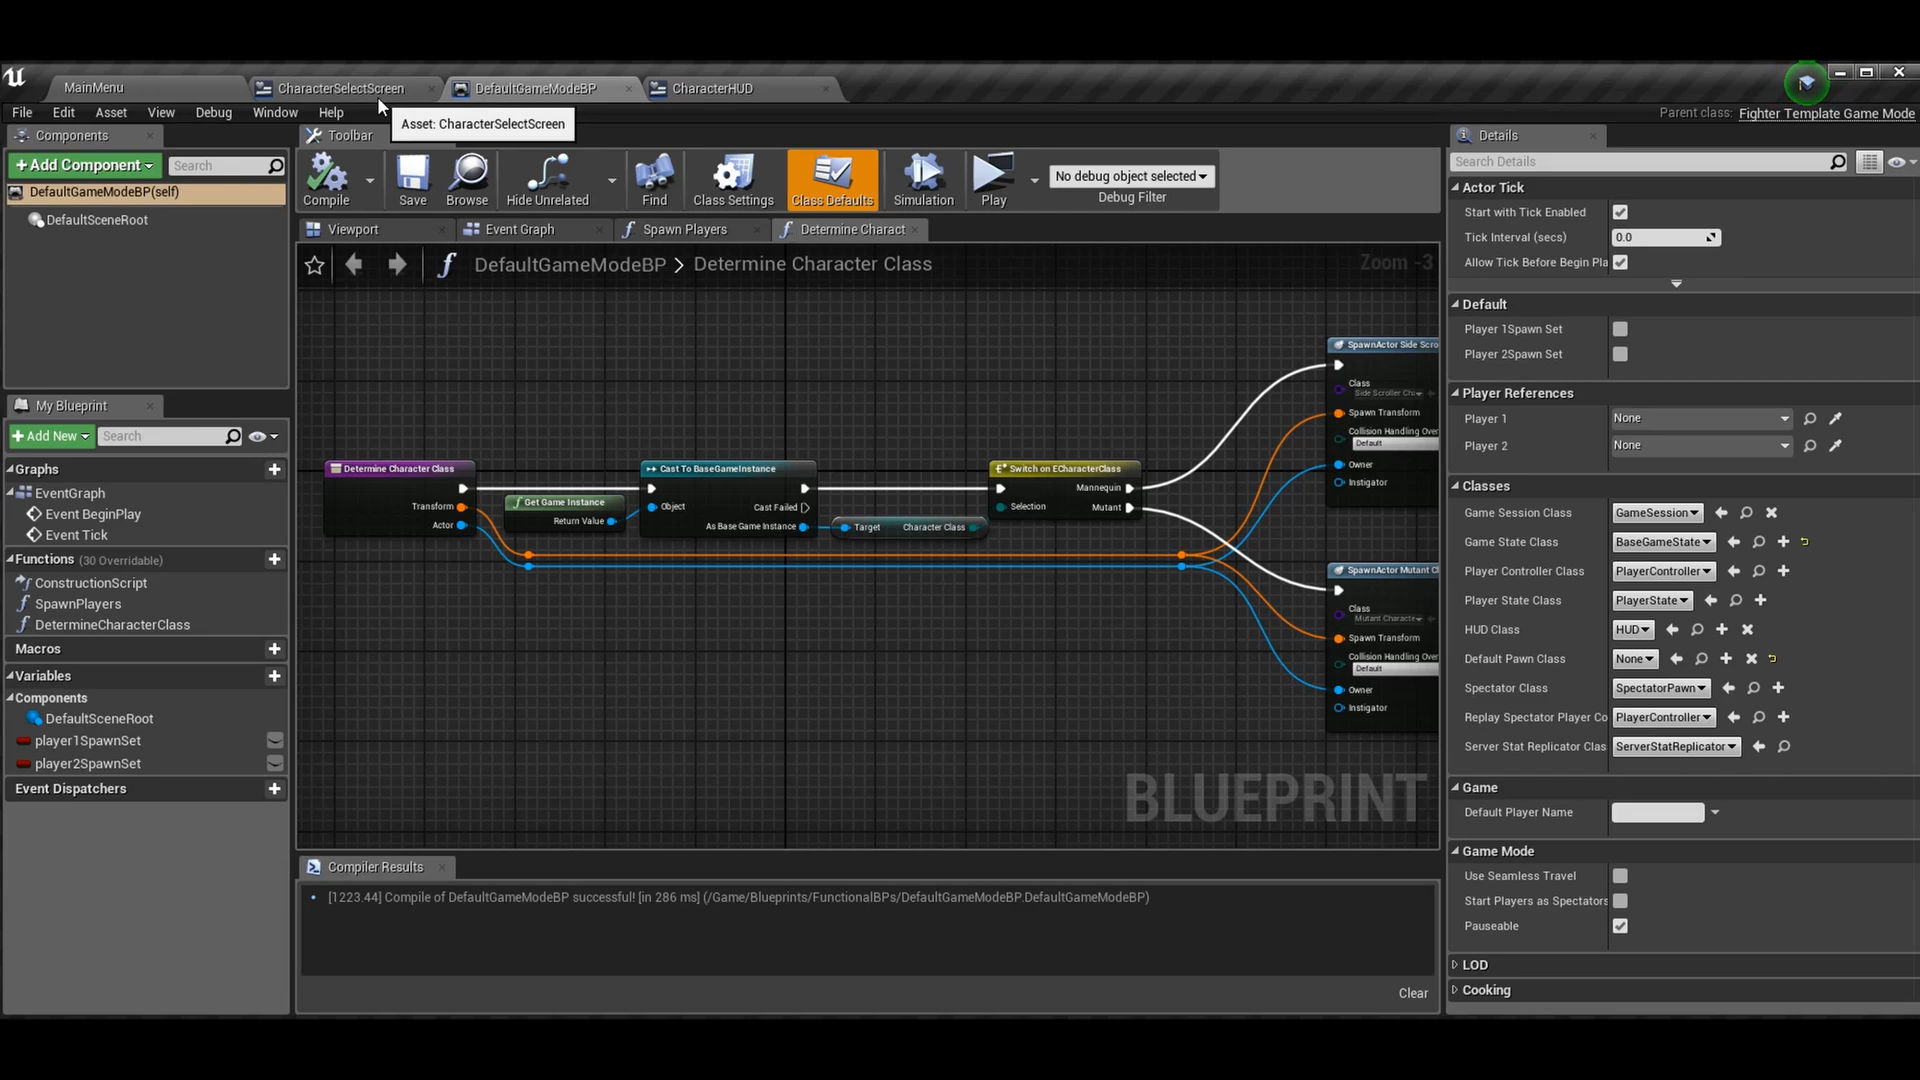 MainMenu
CharacterSelectScreen
DefaultGameModeBP
CharacterHUD
File Edit Asset View Debug Window Help
Asset: CharacterSelectScreen
Parent class: Fighter Template Game Mode
Components
Toolbar
Details
+Add Component
Search
DefaultGameModeBP(self)
DefaultSceneRoot
Compile
Save
Browse
Hide Unrelated
Find
Class Settings
Class Defaults
Simulation
Play
No debug object selected
Debug Filter
Viewport
Event Graph
Spawn Players
Determine Charact
DefaultGameModeBP > Determine Character Class
Zoom -3
My Blueprint
+Add New
Search
Graphs
EventGraph
Event BeginPlay
Event Tick
Functions (30 Overridable)
ConstructionScript
SpawnPlayers
DetermineCharacterClass
Macros
Variables
Components
DefaultSceneRoot
player1SpawnSet
player2SpawnSet
Event Dispatchers
Determine Character Class
Transform
Actor
Get Game Instance
Return Value
Cast To BaseGameInstance
Object
Cast Failed
As Base Game Instance
Target
Character Class
Switch on ECharacterClass
Mannequin
Selection
Mutant
SpawnActor Side Scro
Class
Side Scroller Cha
Spawn Transform
Collision Handling Over
Default
Owner
Instigator
SpawnActor Mutant C
Class
Mutant Characte
Spawn Transform
Collision Handling Over
Default
Owner
Instigator
BLUEPRINT
Compiler Results
[1223.44] Compile of DefaultGameModeBP successful! [in 286 ms] (/Game/Blueprints/FunctionalBPs/DefaultGameModeBP.DefaultGameModeBP)
Clear
Search Details
Actor Tick
Start with Tick Enabled
Tick Interval (secs) 0.0
Allow Tick Before Begin Pla
Default
Player 1Spawn Set
Player 2Spawn Set
Player References
Player 1 None
Player 2 None
Classes
Game Session Class GameSession
Game State Class BaseGameState
Player Controller Class PlayerController
Player State Class PlayerState
HUD Class HUD
Default Pawn Class None
Spectator Class SpectatorPawn
Replay Spectator Player Co PlayerController
Server Stat Replicator Clas ServerStatReplicator
Game
Default Player Name
Game Mode
Use Seamless Travel
Start Players as Spectators
Pauseable
LOD
Cooking